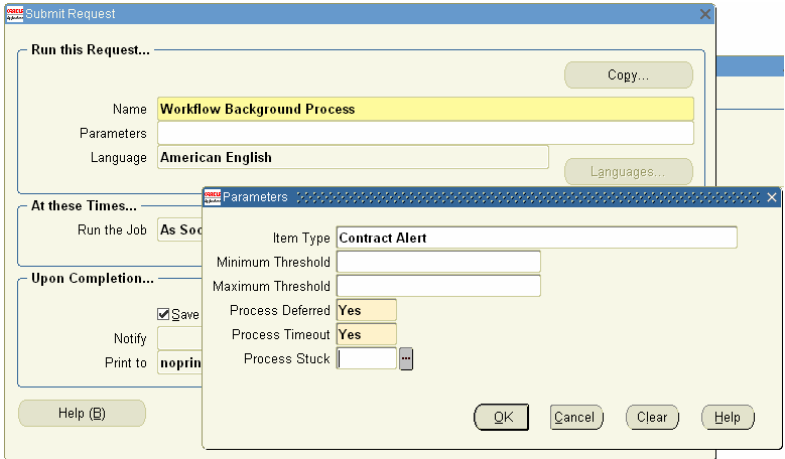 Submit Request
Run this Request...
Copy...
Name Workflow Background Process
Parameters
Language American English
Languages...
At these Times...
Run the Job As Soo
Upon Completion...
Save
Notify
Print to noprin
Help (B)
ORACLE Parameters
Item Type Contract Alert
Minimum Threshold
Maximum Threshold
Process Deferred Yes
Process Timeout Yes
Process Stuck ...
OK Cancel Clear Help